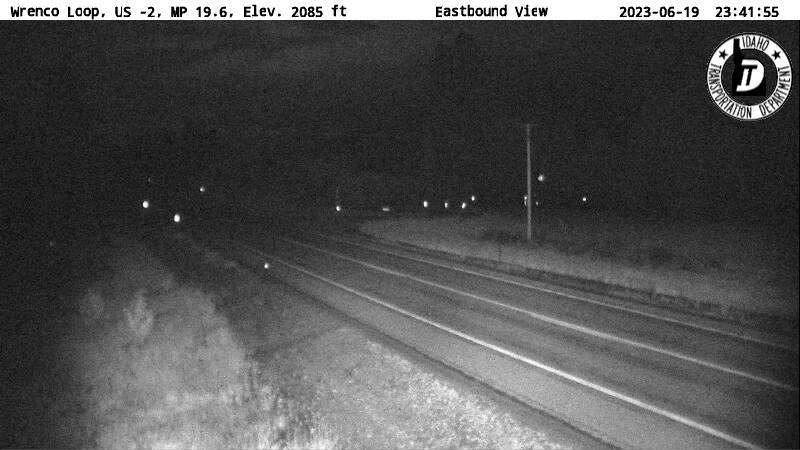 Wrenco Loop, US -2, MP 19.6, Elev. 2085 ft Eastbound View 2023-06-19 23:41:55
IDAHO
TRANSPORTATION DEPARTMENT